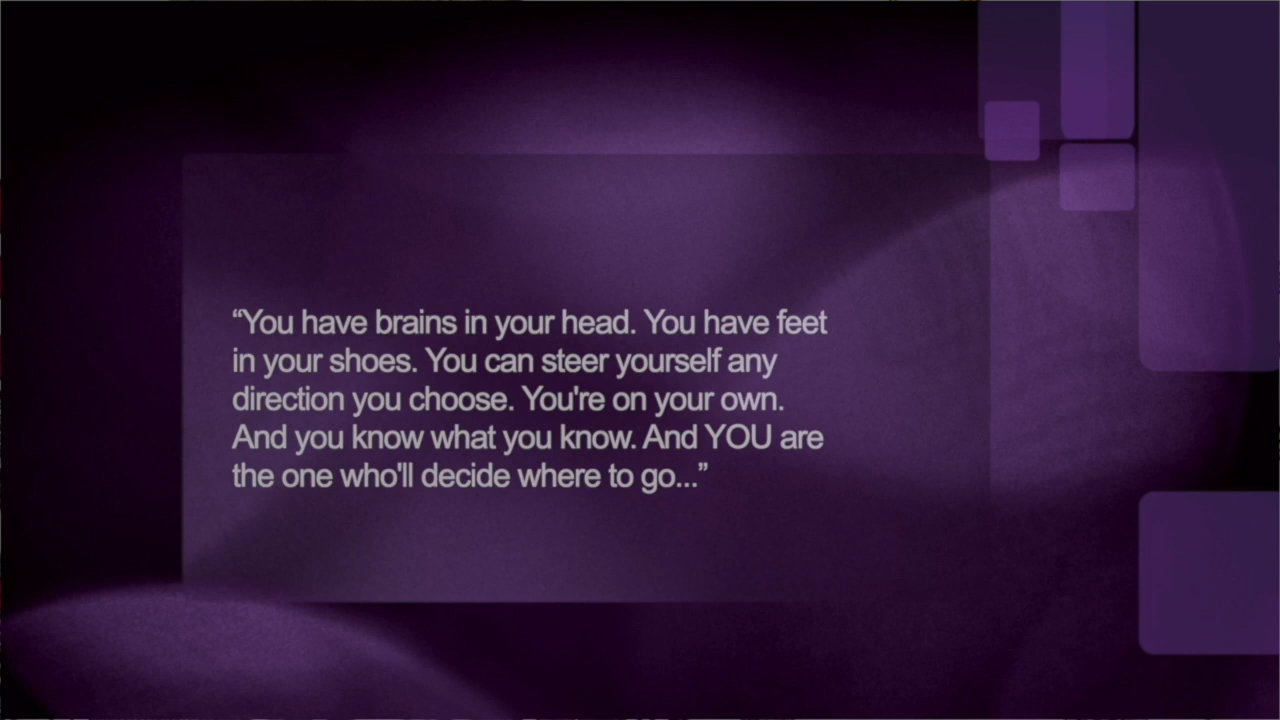 “You have brains in your head. You have feet
in your shoes. You can steer yourself any
direction you choose. You're on your own.
And you know what you know. And YOU are
the one who'll decide where to go...”